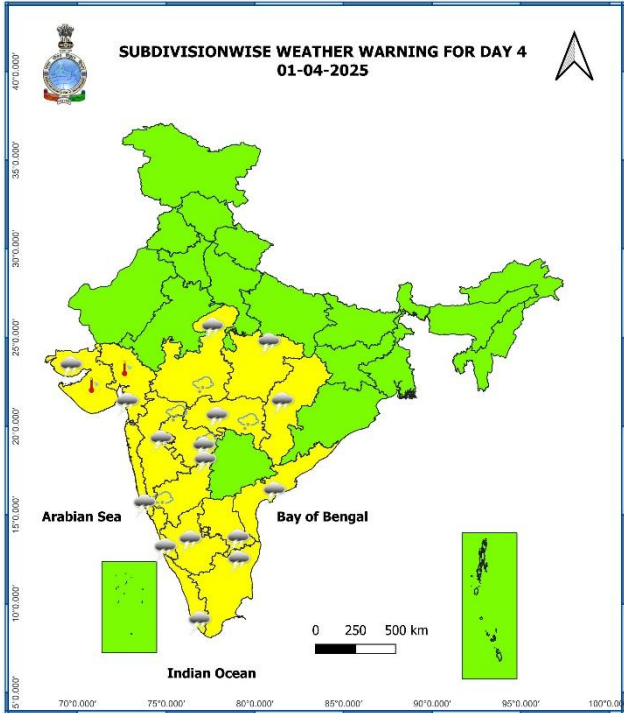 SUBDIVISIONWISE WEATHER WARNING FOR DAY 4
01-04-2025
40°0.000'
35°0.000'
30°0.000'
25°0.000'
20°0.000'
15°0.000'
10°0.000'
5°0.000'
Arabian Sea
Bay of Bengal
0 250 500 km
Indian Ocean
70°0.000' 75°0.000' 80°0.000' 85°0.000' 90°0.000' 95°0.000' 100°0.0